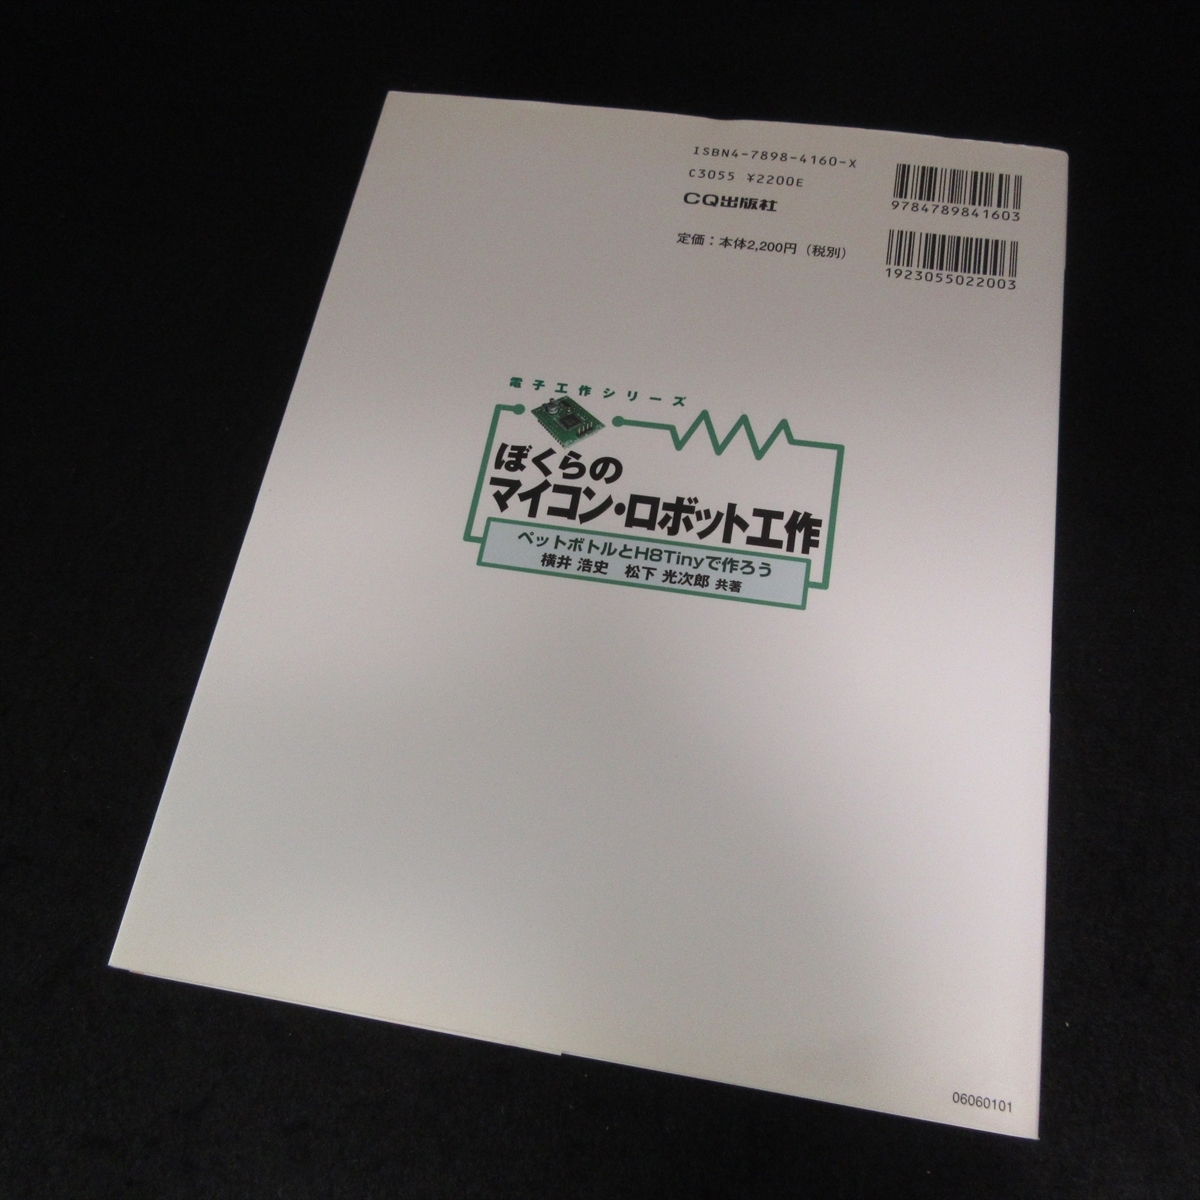 ISBN4-7898-4160-X
C3055 ¥2200E
CQ出版社
定価：本体2,200円（税別）
9784789841603
1923055022003
電子工作シリーズ
ぼくらの
マイコン・ロボット工作
ペットボトルとH8Tinyで作ろう
横井 浩史　松下 光次郎 共著
06060101